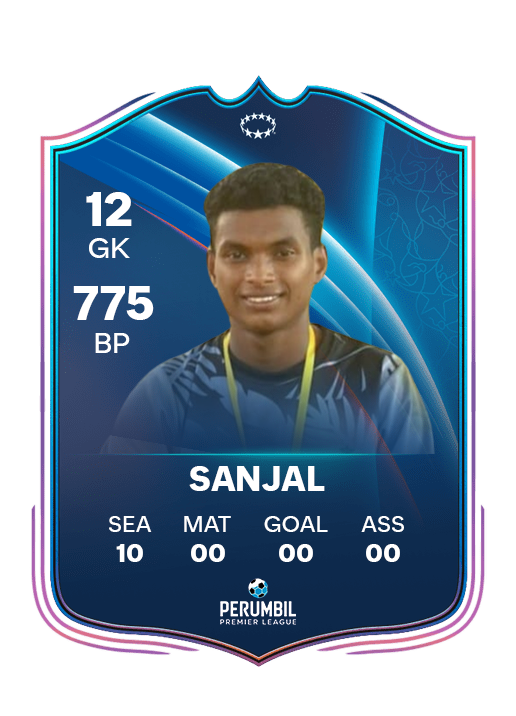 12
GK
775
BP
SANJAL
SEA MAT GOAL ASS
10 00 00 00
PERUMBIL
PREMIER LEAGUE